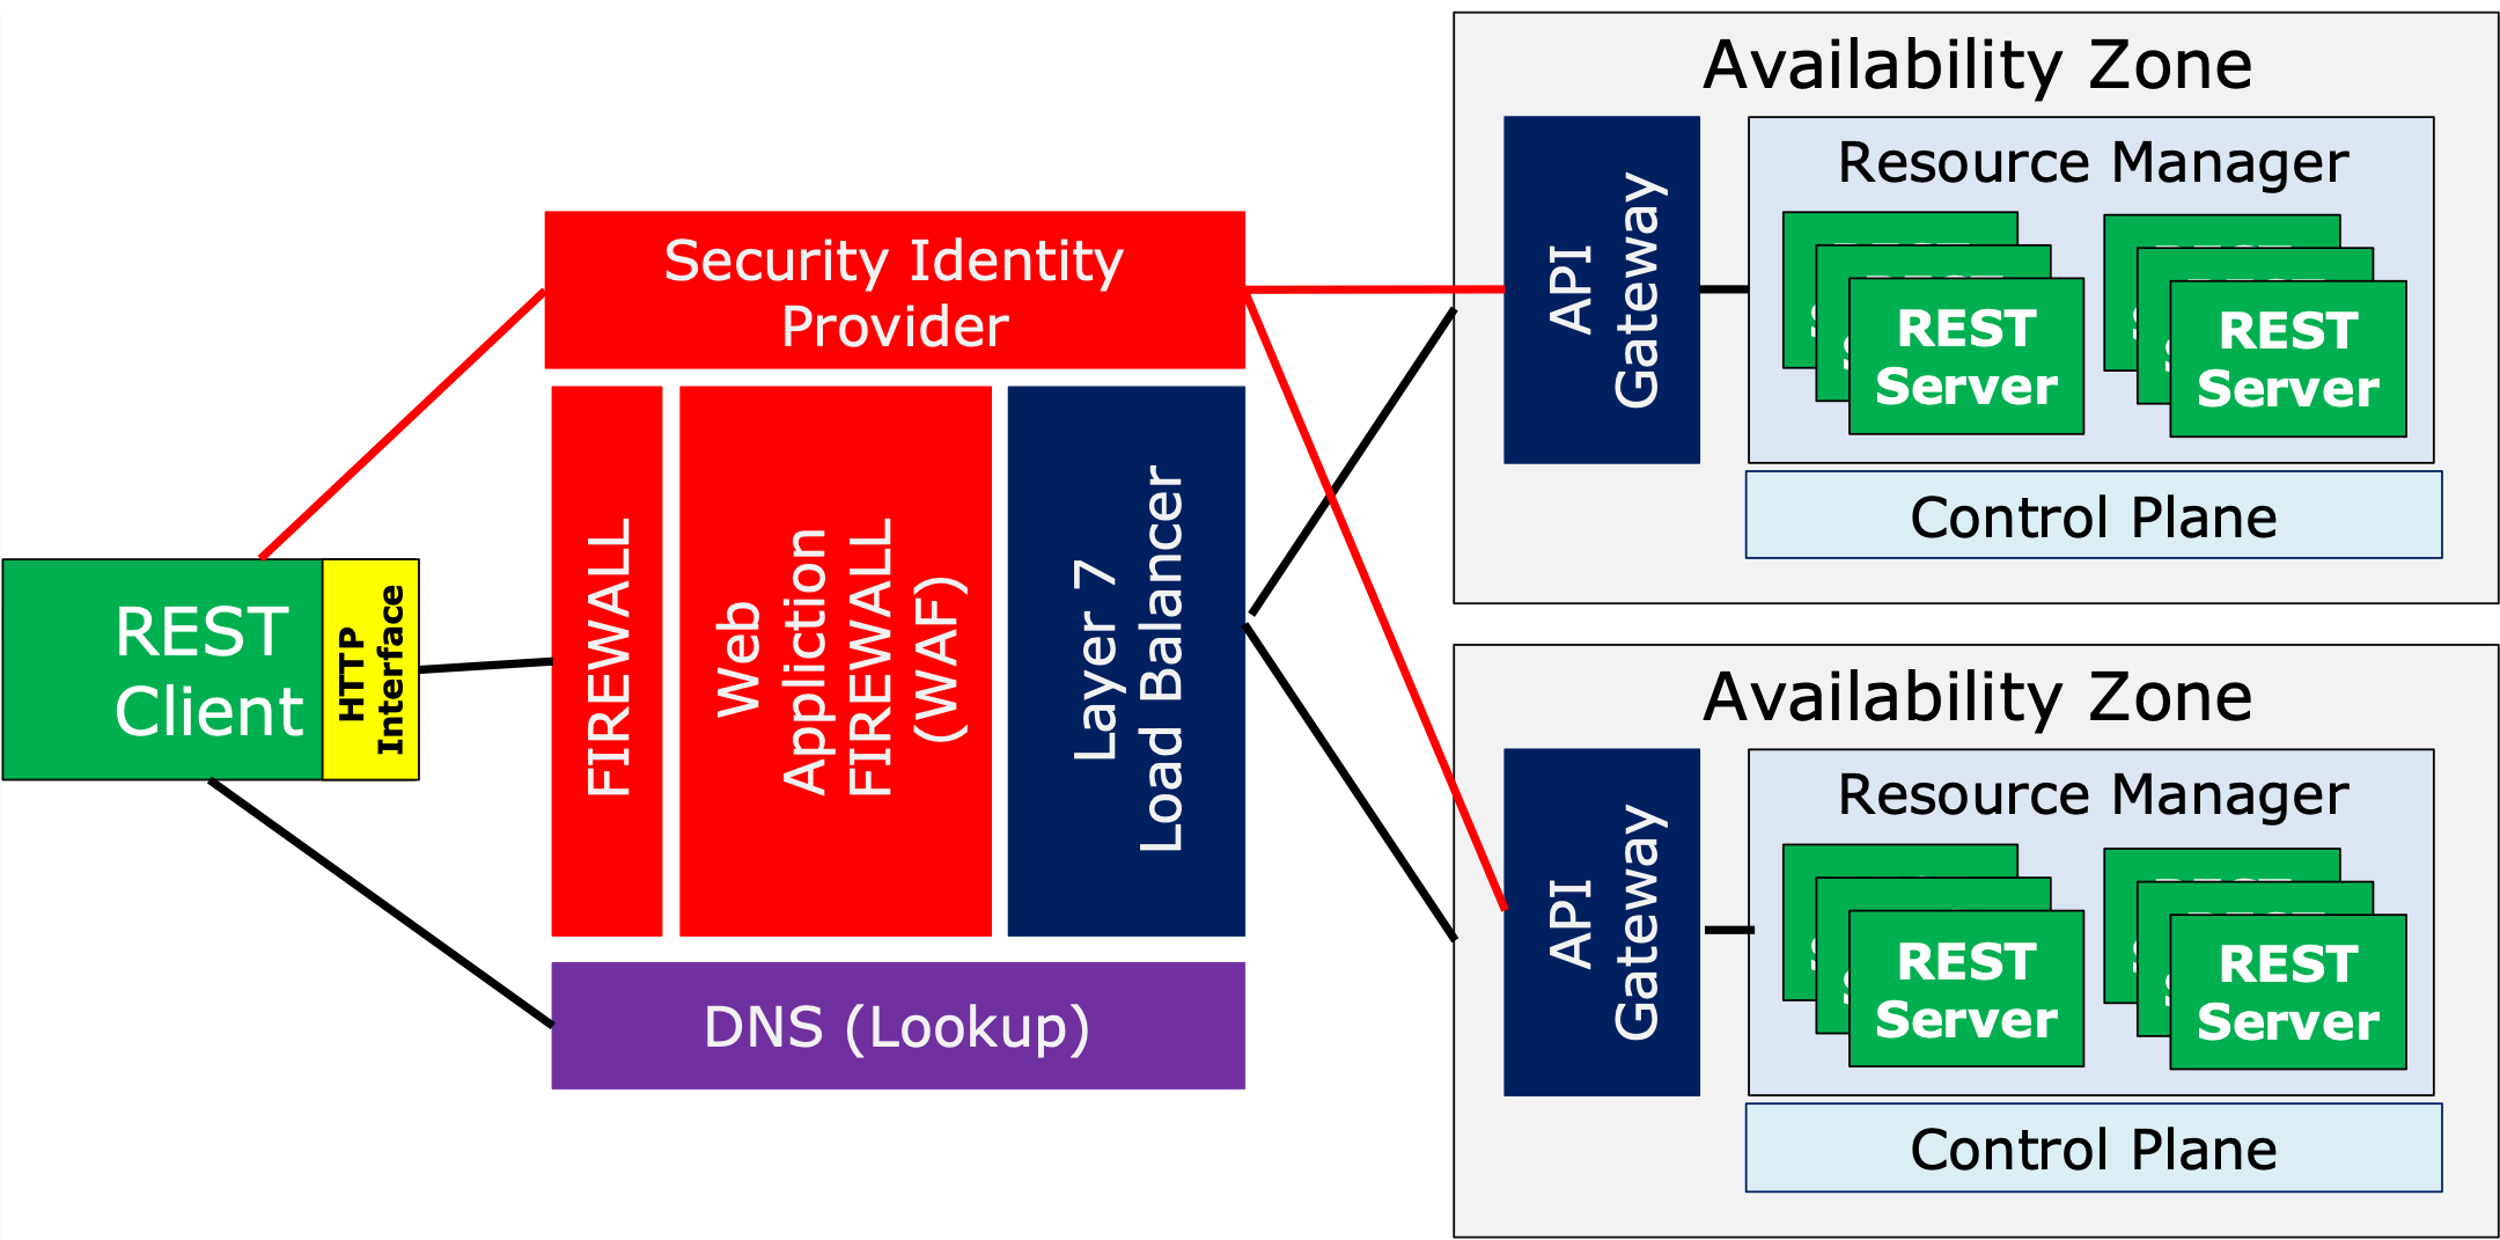 Availability Zone
API
Gateway
Resource Manager
REST
Server
REST
Server
Control Plane
Security Identity
Provider
FIREWALL
Web
Appliction
FIREWALL
(WAF)
Layer 7
Load Balancer
REST
Client
HTTP
Interface
DNS (Lookup)
Availability Zone
API
Gateway
Resource Manager
REST
Server
REST
Server
Control Plane